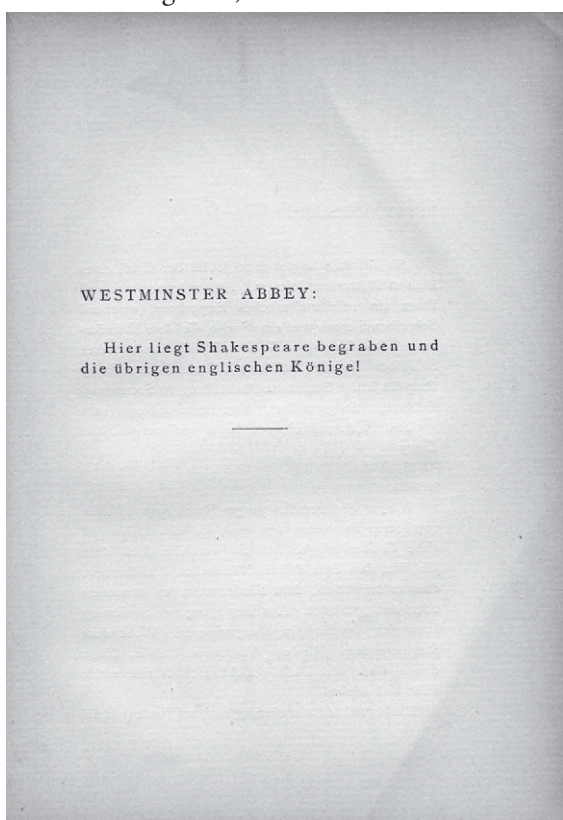 WESTMINSTER ABBEY:
Hier liegt Shakespeare begraben und
die übrigen englischen Könige!